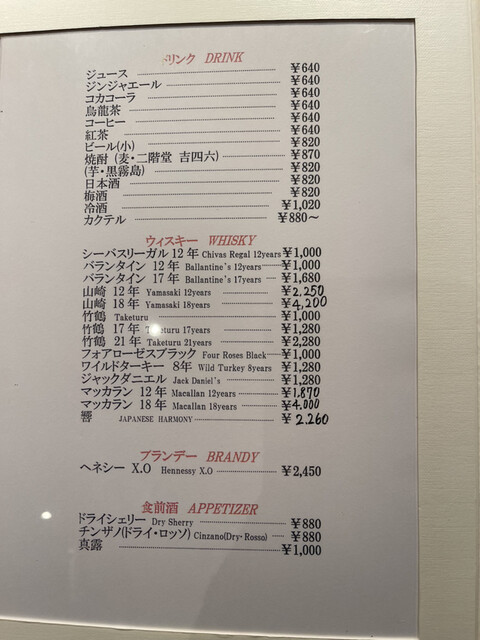 ドリンク DRINK
ジュース ¥640
ジンジャエール ¥640
コカコーラ ¥640
烏龍茶 ¥640
コーヒー ¥640
紅茶 ¥640
ビール(小) ¥820
焼酎 (麦・二階堂 吉四六) ¥870
(芋・黒霧島) ¥820
日本酒 ¥820
梅酒 ¥820
冷酒 ¥1,020
カクテル ¥880〜
ウィスキー WHISKY
シーバスリーガル 12年 Chivas Regal 12years ¥1,000
バランタイン 12年 Ballantine's 12years ¥1,000
バランタイン 17年 Ballantine's 17years ¥1,680
山崎 12年 Yamasaki 12years ¥2,250
山崎 18年 Yamasaki 18years ¥4,200
竹鶴 Taketuru ¥1,000
竹鶴 17年 Taketuru 17years ¥1,280
竹鶴 21年 Taketuru 21years ¥2,280
フォアローゼスブラック Four Roses Black ¥1,000
ワイルドターキー 8年 Wild Turkey 8years ¥1,280
ジャックダニエル Jack Daniel's ¥1,280
マッカラン 12年 Macallan 12years ¥1,870
マッカラン 18年 Macallan 18years ¥4,000
響 JAPANESE HARMONY ¥2.260
ブランデー BRANDY
ヘネシー X.O Hennessy X.O ¥2,450
食前酒 APPETIZER
ドライシェリー Dry Sherry ¥880
チンザノ(ドライ・ロッソ) Cinzano(Dry・Rosso) ¥880
真露 ¥1,000